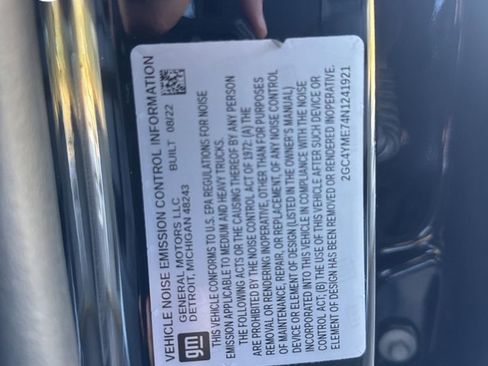 VEHICLE NOISE EMISSION CONTROL INFORMATION
GENERAL MOTORS LLC BUILT 08/22
DETROIT, MICHIGAN 48243
gm
THIS VEHICLE CONFORMS TO U.S. EPA REGULATIONS FOR NOISE
EMISSION APPLICABLE TO MEDIUM AND HEAVY TRUCKS.
THE FOLLOWING ACTS OR THE CAUSING THEREOF BY ANY PERSON
ARE PROHIBITED BY THE NOISE CONTROL ACT OF 1972: (A) THE
REMOVAL OR RENDERING INOPERATIVE, OTHER THAN FOR PURPOSES
OF MAINTENANCE, REPAIR, OR REPLACEMENT, OF ANY NOISE CONTROL
DEVICE OR ELEMENT OF DESIGN (LISTED IN THE OWNER'S MANUAL)
INCORPORATED INTO THIS VEHICLE IN COMPLIANCE WITH THE NOISE
CONTROL ACT; (B) THE USE OF THIS VEHICLE AFTER SUCH DEVICE OR
ELEMENT OF DESIGN HAS BEEN REMOVED OR RENDERED INOPERATIVE.
2GC4YME74N1241921